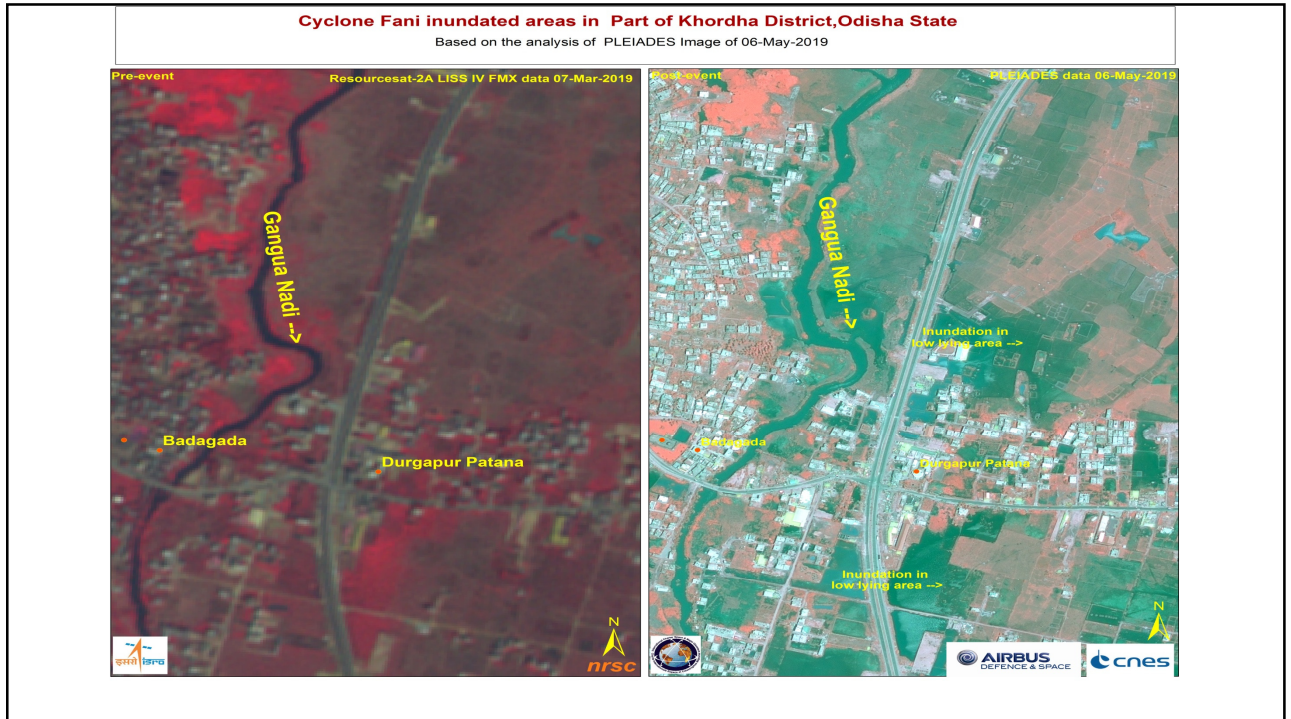 Cyclone Fani inundated areas in Part of Khordha District,Odisha State
Based on the analysis of PLEIADES Image of 06-May-2019
Pre-event
Resourcesat-2A LISS IV FMX data 07-Mar-2019
Gangua Nadi -->
Badagada
Durgapur Patana
इसरो isro
N
nrsc
Post-event
PLEIADES data 06-May-2019
Gangua Nadi -->
Inundation in
low lying area -->
Badagada
Durgapur Patana
Inundation in
low lying area -->
N
AIRBUS
DEFENCE & SPACE
cnes